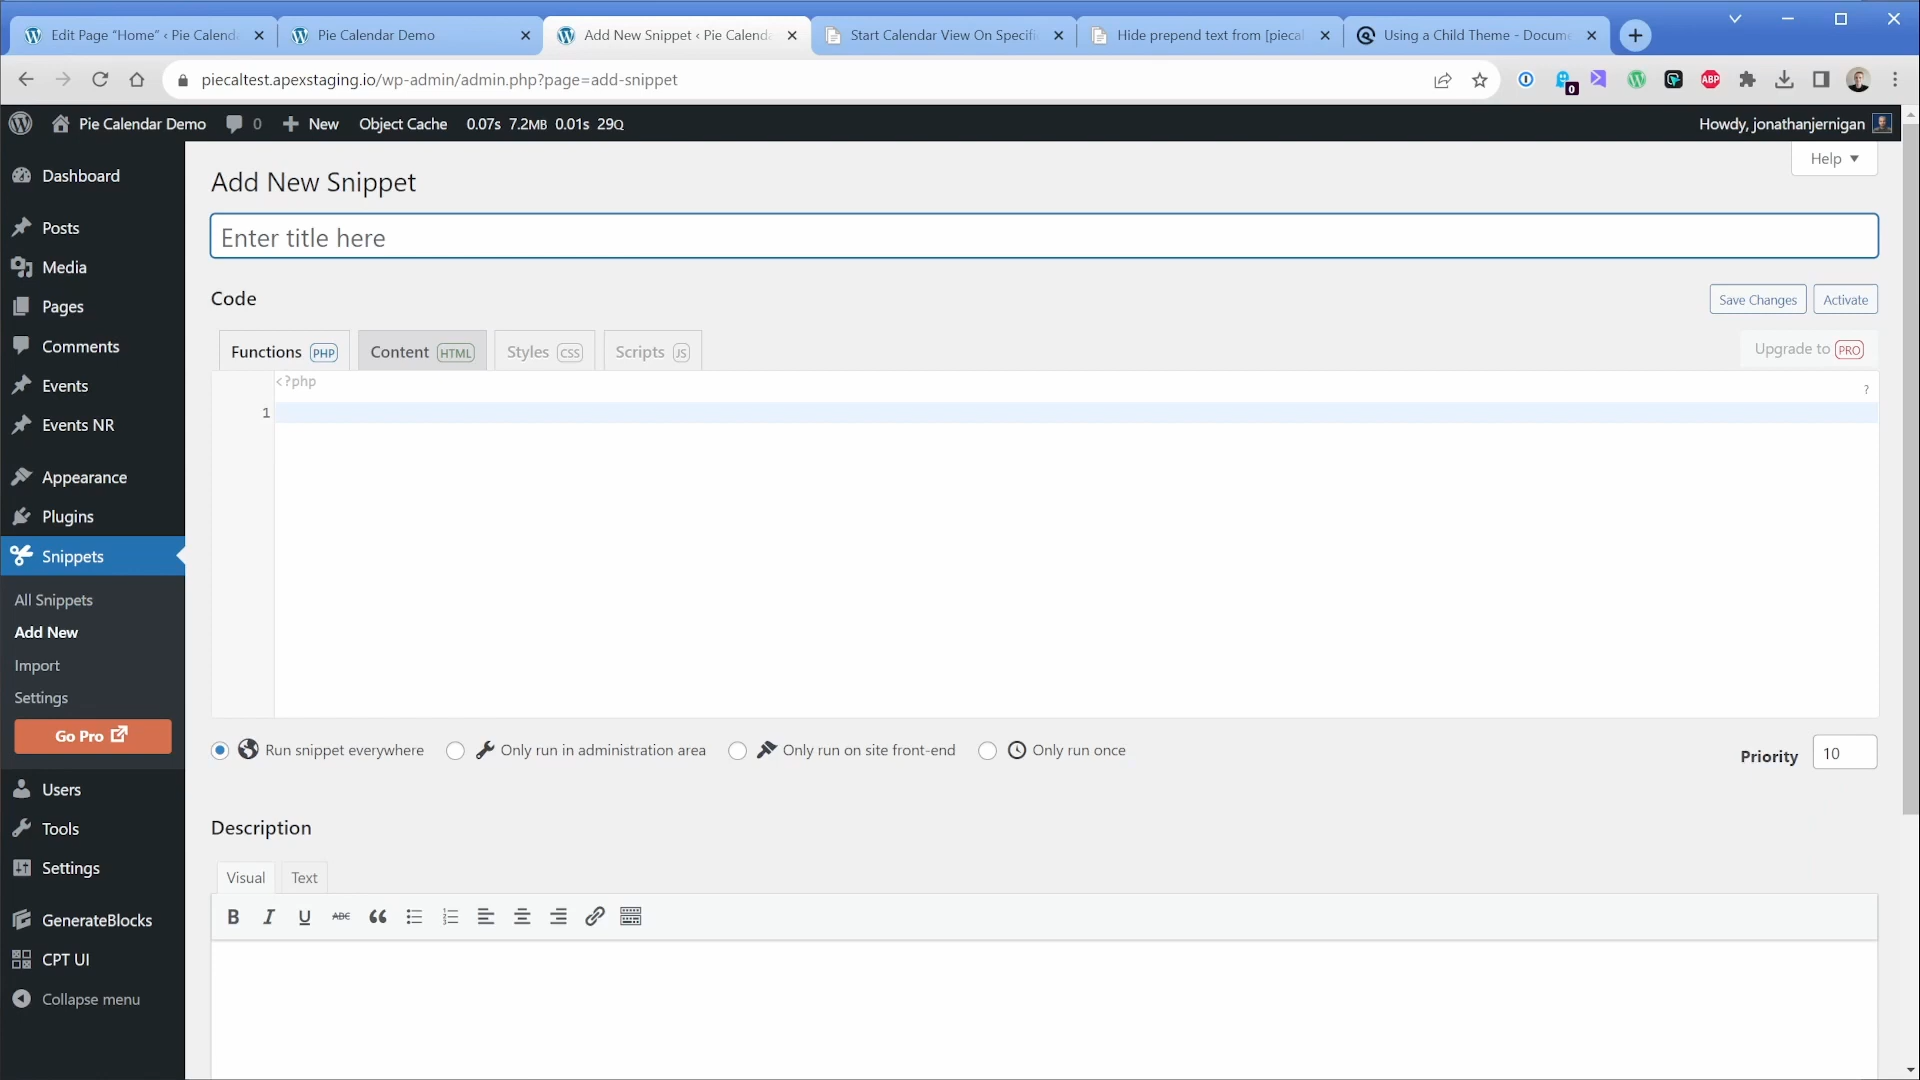 Edit Page “Home” ‹ Pie Calend
Pie Calendar Demo
Add New Snippet ‹ Pie Calenda
Start Calendar View On Specifi
Hide prepend text from [piecal
Using a Child Theme - Docum
piecaltest.apexstaging.io/wp-admin/admin.php?page=add-snippet
0
ABP
Pie Calendar Demo
0
New
Object Cache
0.07s 7.2MB 0.01s 29Q
Howdy, jonathanjernigan
Help
Dashboard
Posts
Media
Pages
Comments
Events
Events NR
Appearance
Plugins
Snippets
All Snippets
Add New
Import
Settings
Go Pro
Users
Tools
Settings
GenerateBlocks
CPT UI
Collapse menu
Add New Snippet
Enter title here
Code
Save Changes
Activate
Functions PHP
Content HTML
Styles CSS
Scripts JS
Upgrade to PRO
<?php
?
1
Run snippet everywhere
Only run in administration area
Only run on site front-end
Only run once
Priority
10
Description
Visual
Text
B I U ABC